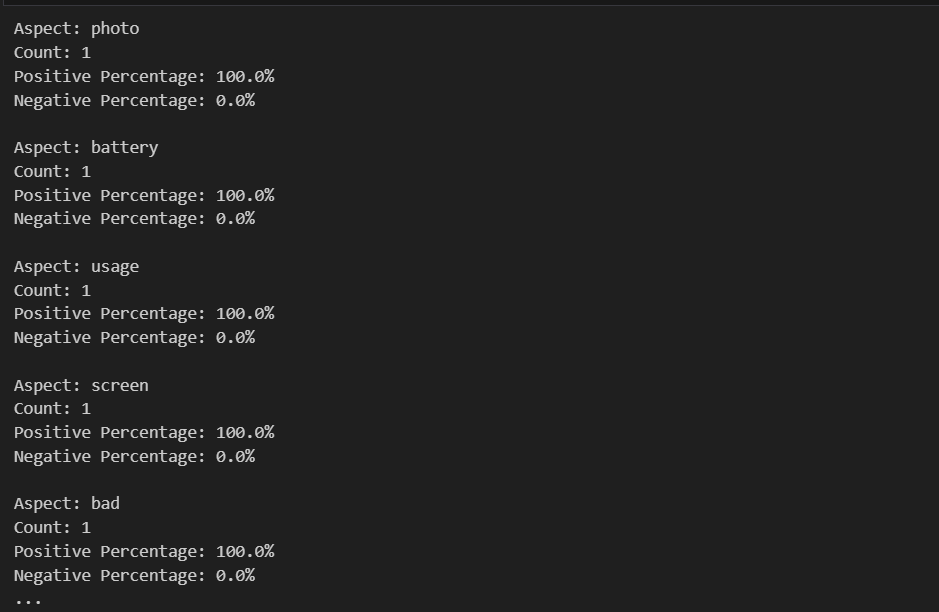 Aspect: photo
Count: 1
Positive Percentage: 100.0%
Negative Percentage: 0.0%
Aspect: battery
Count: 1
Positive Percentage: 100.0%
Negative Percentage: 0.0%
Aspect: usage
Count: 1
Positive Percentage: 100.0%
Negative Percentage: 0.0%
Aspect: screen
Count: 1
Positive Percentage: 100.0%
Negative Percentage: 0.0%
Aspect: bad
Count: 1
Positive Percentage: 100.0%
Negative Percentage: 0.0%
...